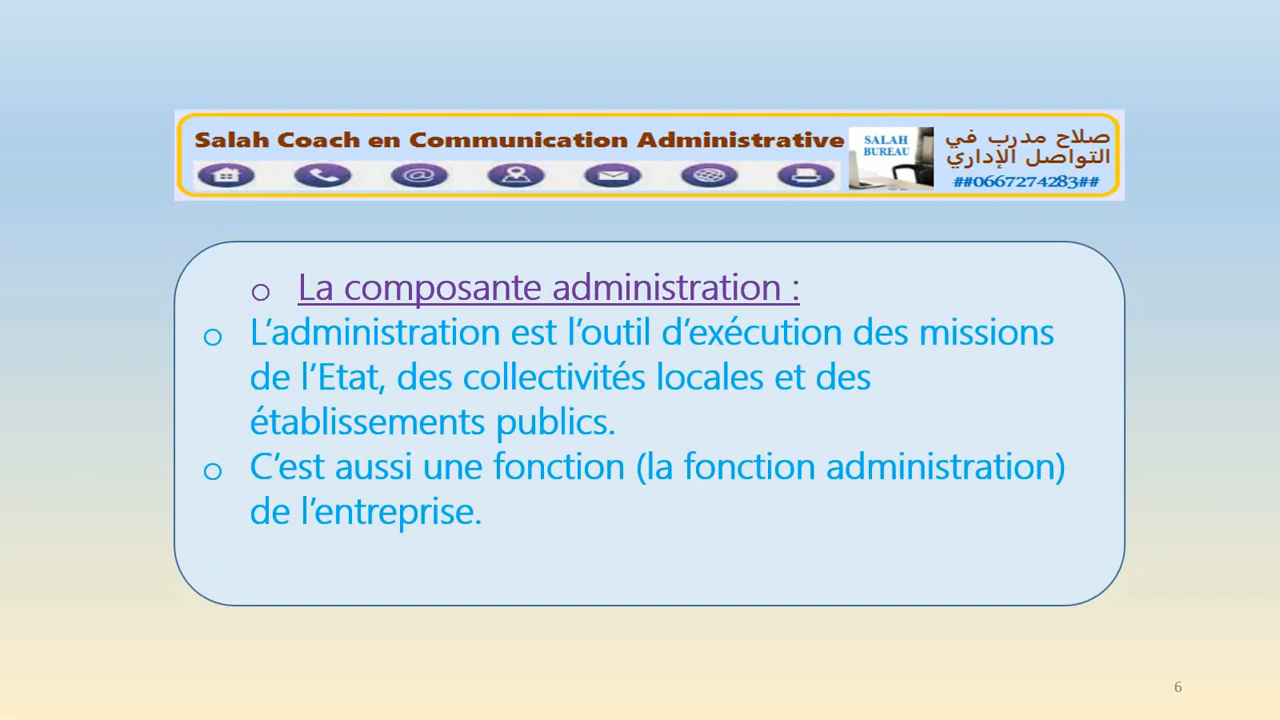 Salah Coach en Communication Administrative
SALAH
BUREAU
صلاح مدرب في
التواصل الإداري
##0667274283##
o La composante administration :
o L’administration est l’outil d’exécution des missions
de l’Etat, des collectivités locales et des
établissements publics.
o C’est aussi une fonction (la fonction administration)
de l’entreprise.
6